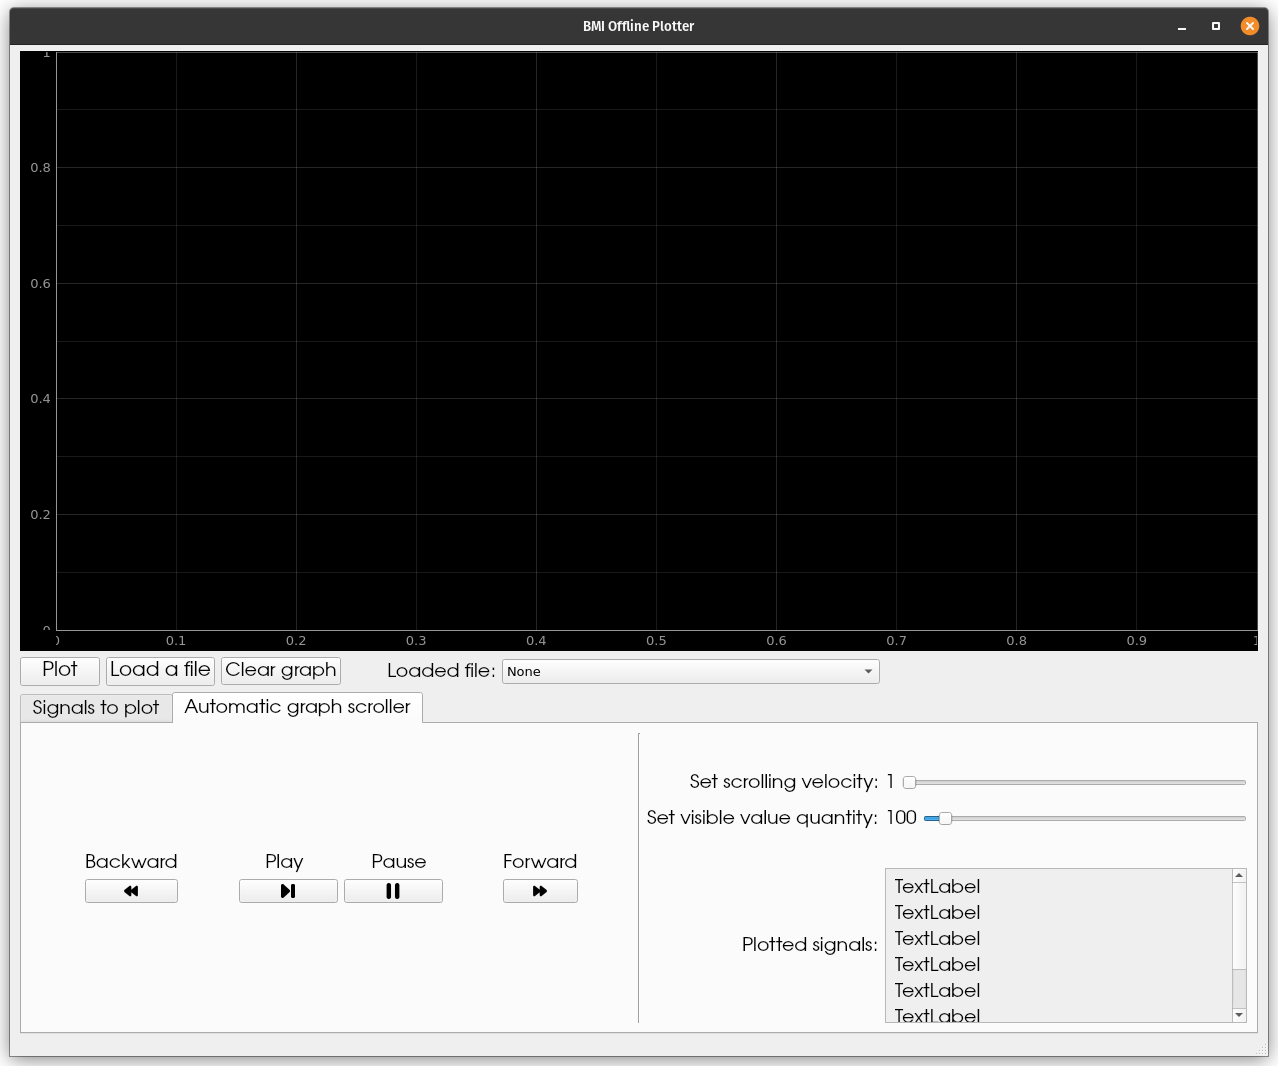 BMI Offline Plotter
1
0.8
0.6
0.4
0.2
0
0 0.1 0.2 0.3 0.4 0.5 0.6 0.7 0.8 0.9 1
Plot Load a file Clear graph Loaded file: None
Signals to plot Automatic graph scroller
Set scrolling velocity: 1
Set visible value quantity: 100
Backward Play Pause Forward
Plotted signals:
TextLabel
TextLabel
TextLabel
TextLabel
TextLabel
TextLabel